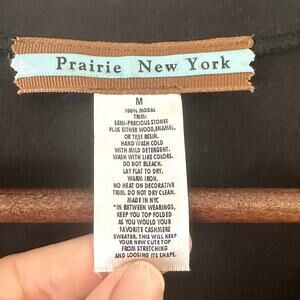 Prairie New York
M
100% MODAL
TRIM:
SEMI-PRECIOUS STONES
PLUS EITHER WOOD, ENAMEL,
OR TREE RESIN.
HAND WASH COLD
WITH MILD DETERGENT.
WASH WITH LIKE COLORS.
DO NOT BLEACH.
LAY FLAT TO DRY.
WARM IRON.
NO HEAT ON DECORATIVE
TRIM. DO NOT DRY CLEAN.
MADE IN NYC
"IN BETWEEN WEARINGS,
KEEP YOU TOP FOLDED
AS YOU WOULD YOUR
FAVORITE CASHMERE
SWEATER. THIS WILL KEEP
YOUR NEW CUTE TOP
FROM STRETCHING
AND LOOSING ITS SHAPE.